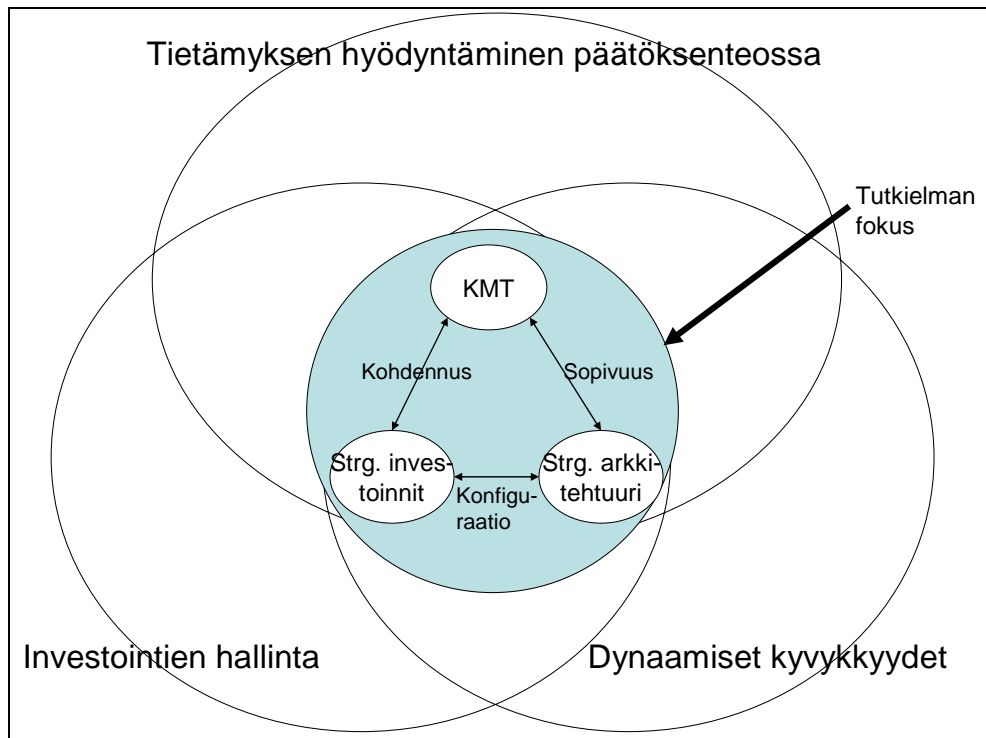 Tietämyksen hyödyntäminen päätöksenteossa
Tutkielman
fokus
KMT
Kohdennus
Sopivuus
Strg. inves-
toinnit
Strg. arkki-
tehtuuri
Konfigu-
raatio
Investointien hallinta
Dynaamiset kyvykkyydet